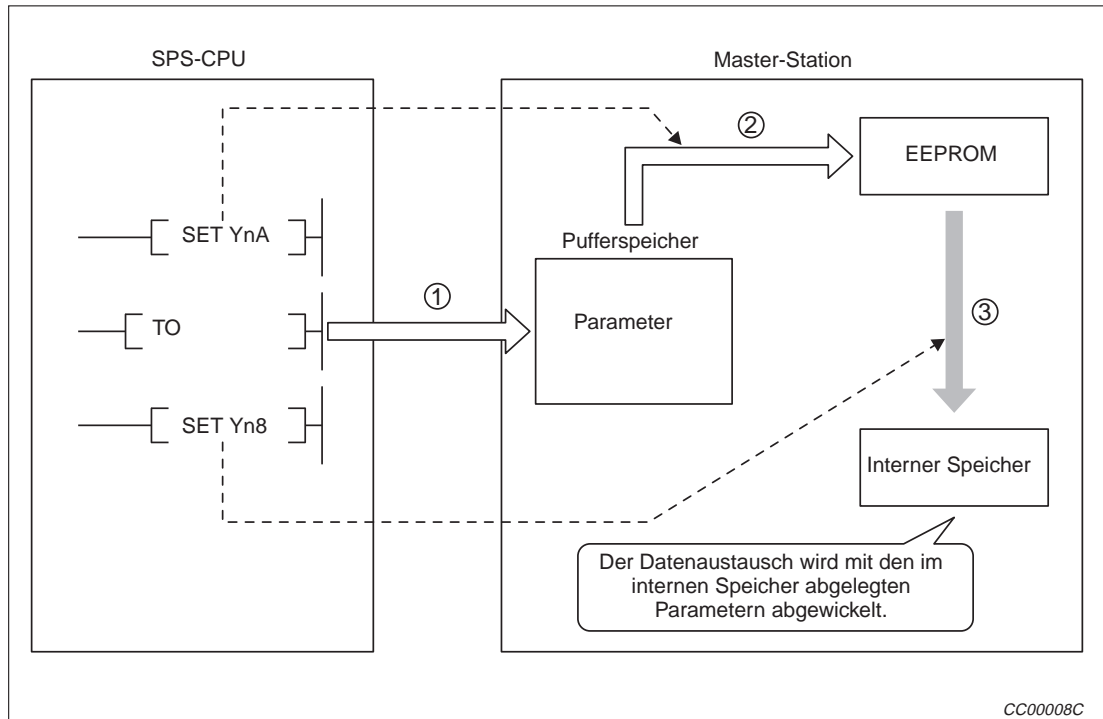 SPS-CPU
Master-Station
②
EEPROM
SET YnA
Pufferspeicher
①
TO
Parameter
③
SET Yn8
Interner Speicher
Der Datenaustausch wird mit den im
internen Speicher abgelegten
Parametern abgewickelt.
CC00008C